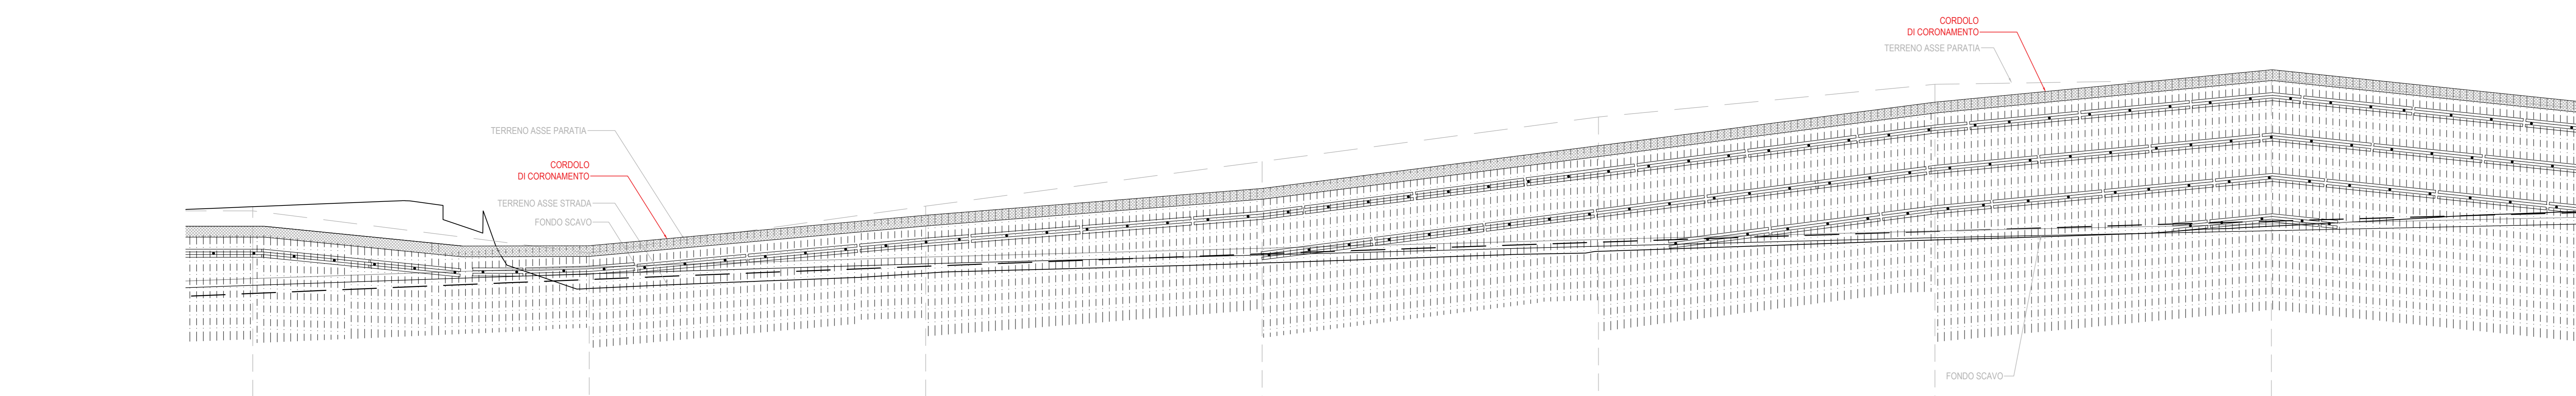 TERRENO ASSE PARATIA
CORDOLO
DI CORONAMENTO
TERRENO ASSE STRADA
FONDO SCAVO
CORDOLO
DI CORONAMENTO
TERRENO ASSE PARATIA
FONDO SCAVO